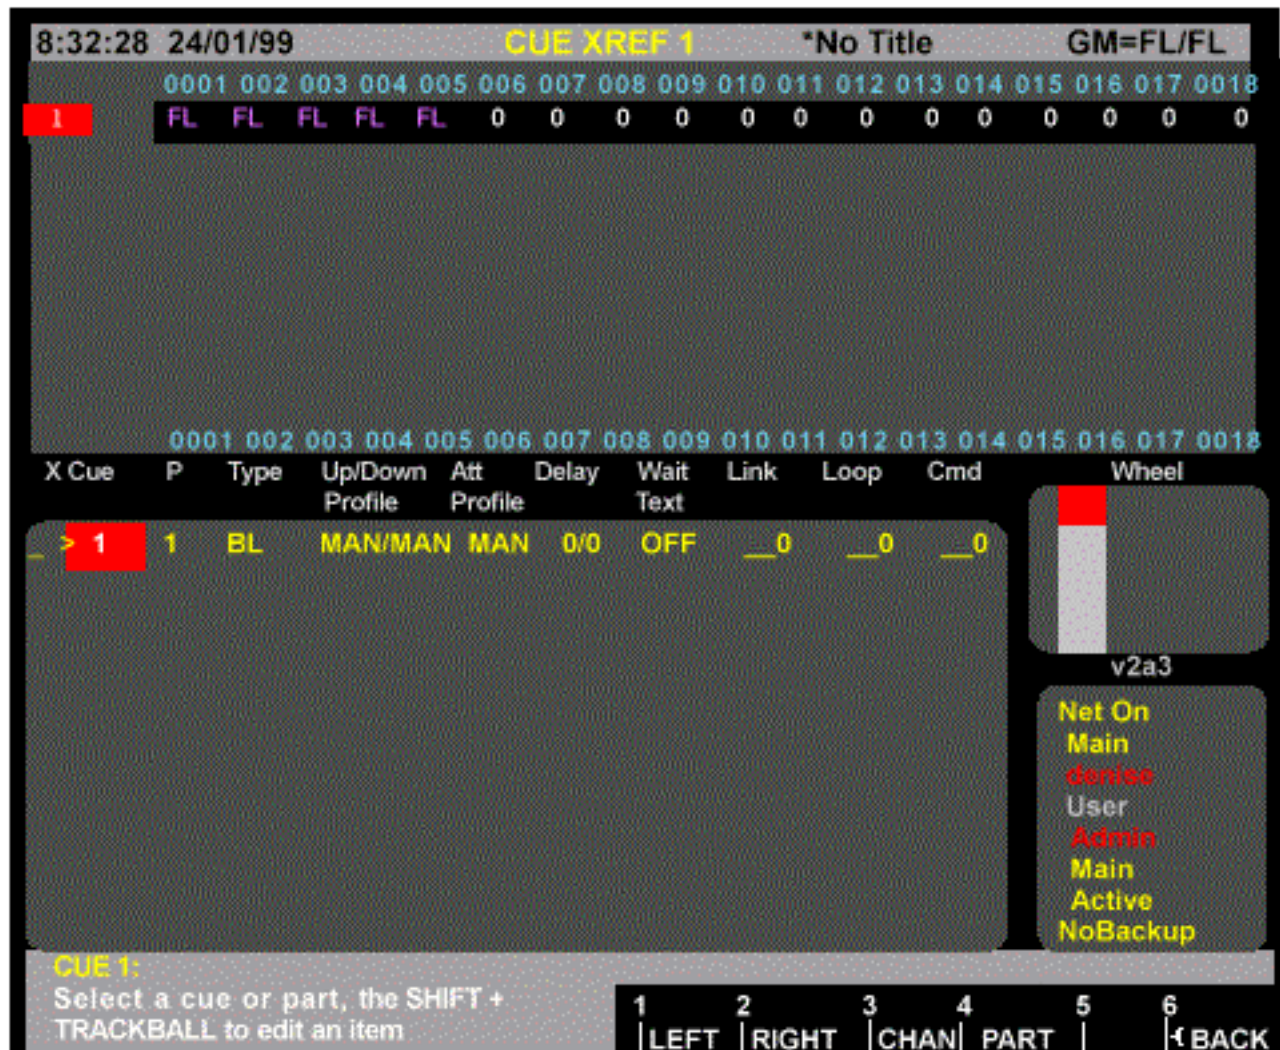 8:32:28 24/01/99 CUE XREF 1 *No Title GM=FL/FL
0001 002 003 004 005 006 007 008 009 010 011 012 013 014 015 016 017 0018
1 FL FL FL FL FL 0 0 0 0 0 0 0 0 0 0 0 0 0
0001 002 003 004 005 006 007 008 009 010 011 012 013 014 015 016 017 0018
X Cue P Type Up/Down Att Delay Wait Link Loop Cmd Wheel
Profile Profile Text
_ > 1 1 BL MAN/MAN MAN 0/0 OFF __0 __0 __0
v2a3
Net On
Main
denise
User
Admin
Main
Active
NoBackup
CUE 1:
Select a cue or part, the SHIFT +
TRACKBALL to edit an item
1 2 3 4 5 6
|LEFT |RIGHT |CHAN| PART | |-{ BACK